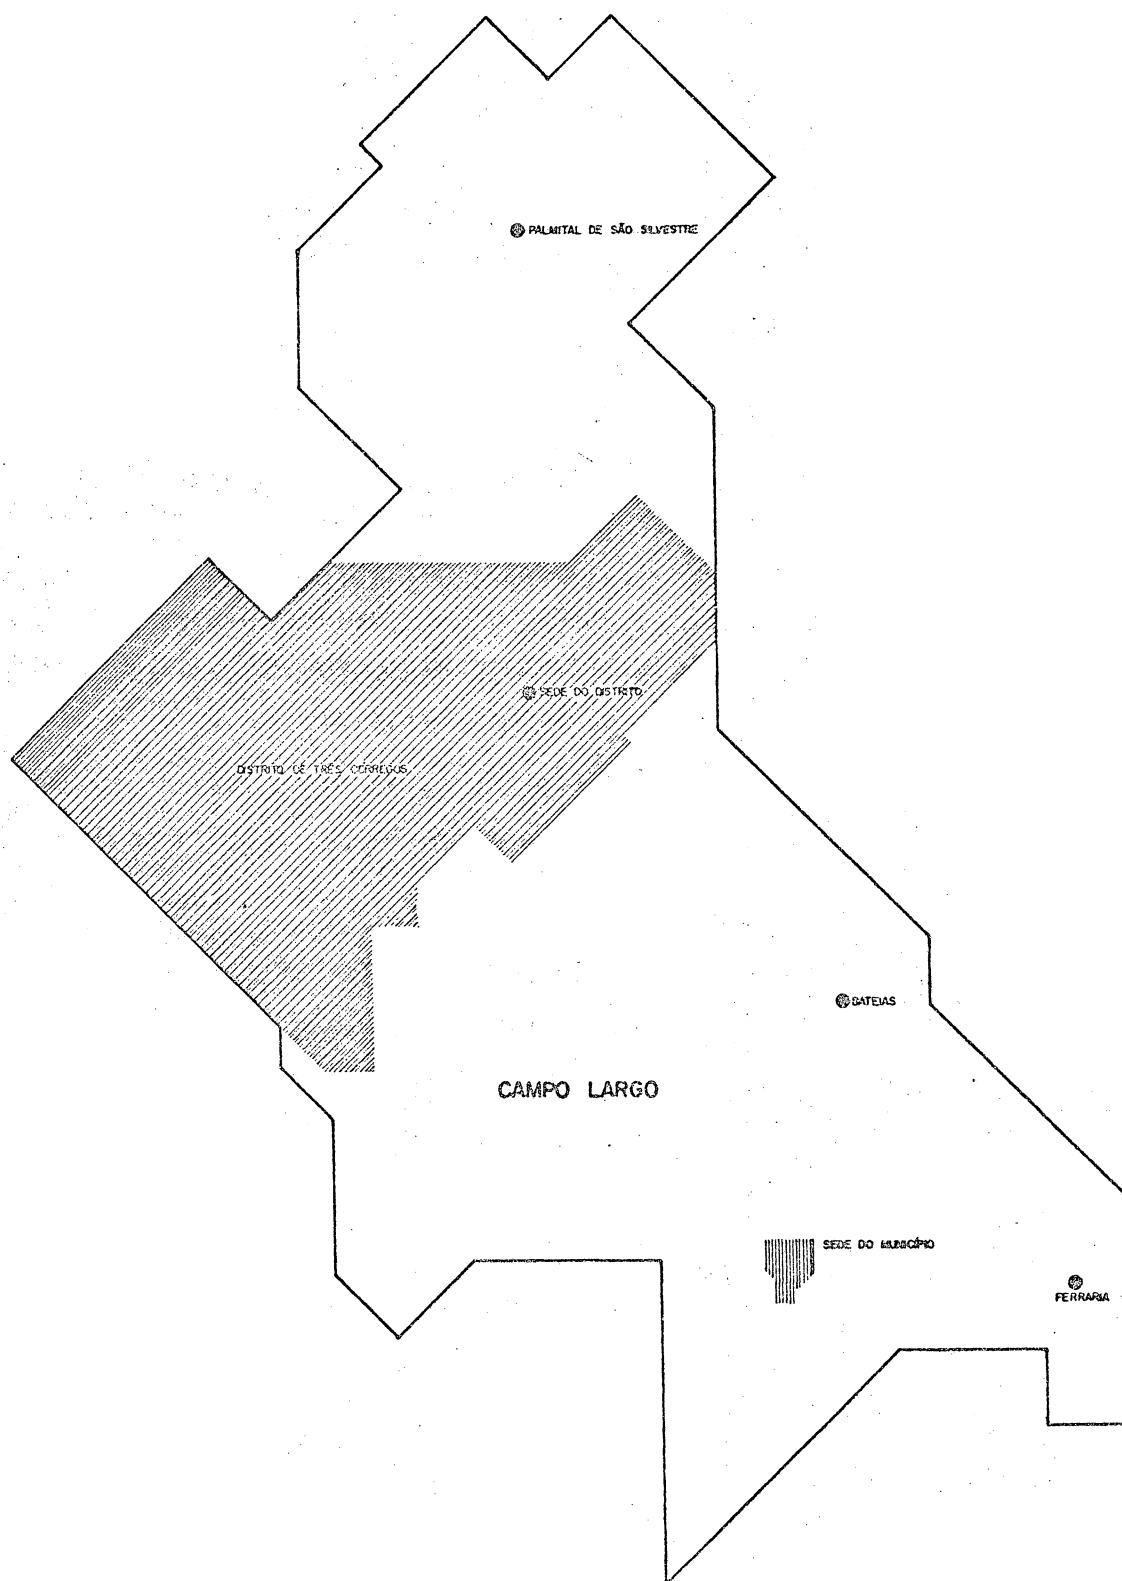 PALMITAL DE SÃO SILVESTRE
SEDE DO DISTRITO
DISTRITO DE TRÊS CÓRREGOS
BATEIAS
CAMPO LARGO
SEDE DO MUNICÍPIO
FERRARIA